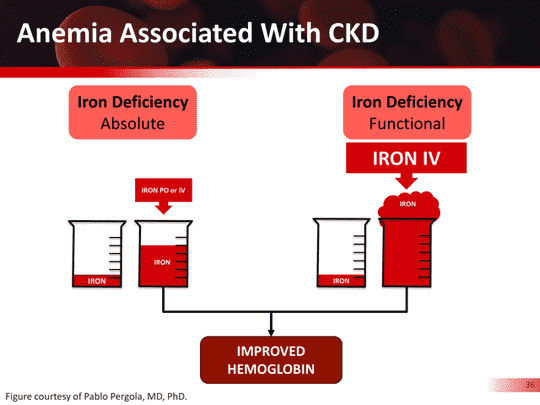 Anemia Associated With CKD
Iron Deficiency
Absolute
Iron Deficiency
Functional
IRON IV
IRON PO or IV
IRON
IRON
IRON
IRON
IMPROVED
HEMOGLOBIN
36
Figure courtesy of Pablo Pergola, MD, PhD.